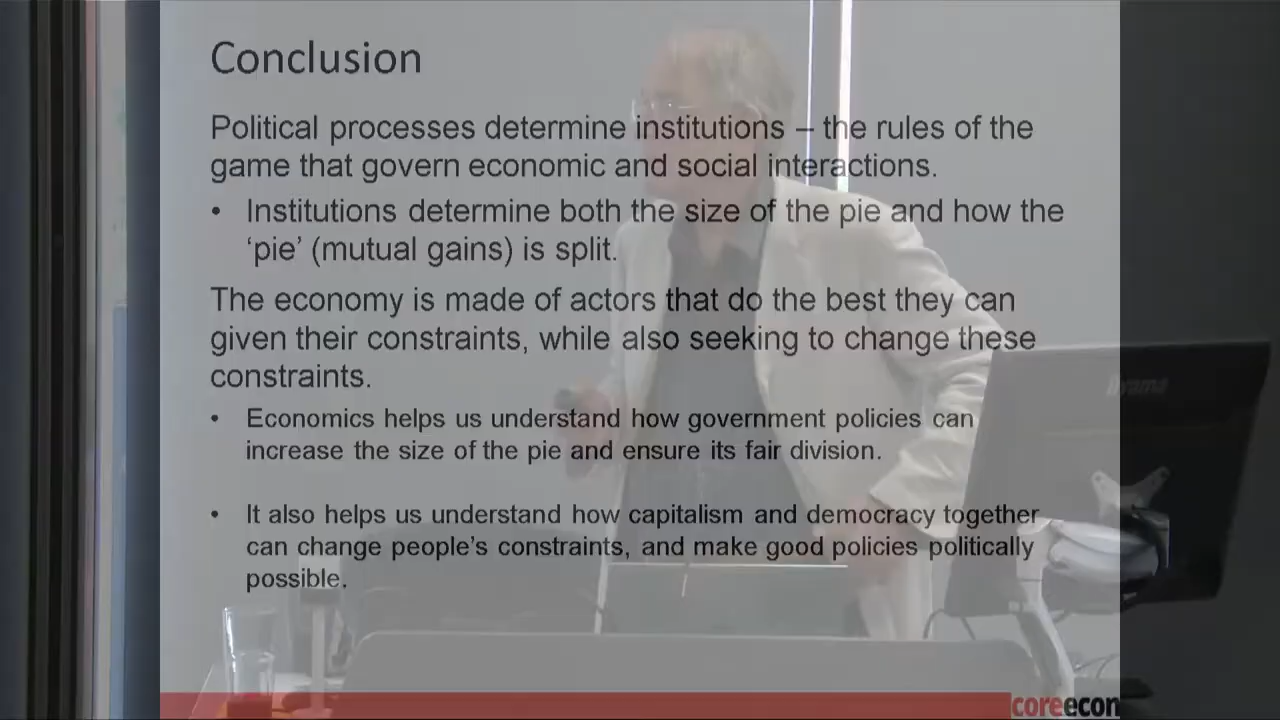 Conclusion
Political processes determine institutions – the rules of the
game that govern economic and social interactions.
• Institutions determine both the size of the pie and how the
‘pie’ (mutual gains) is split.
The economy is made of actors that do the best they can
given their constraints, while also seeking to change these
constraints.
• Economics helps us understand how government policies can
increase the size of the pie and ensure its fair division.
• It also helps us understand how capitalism and democracy together
can change people’s constraints, and make good policies politically
possible.
iiyama
coreecon